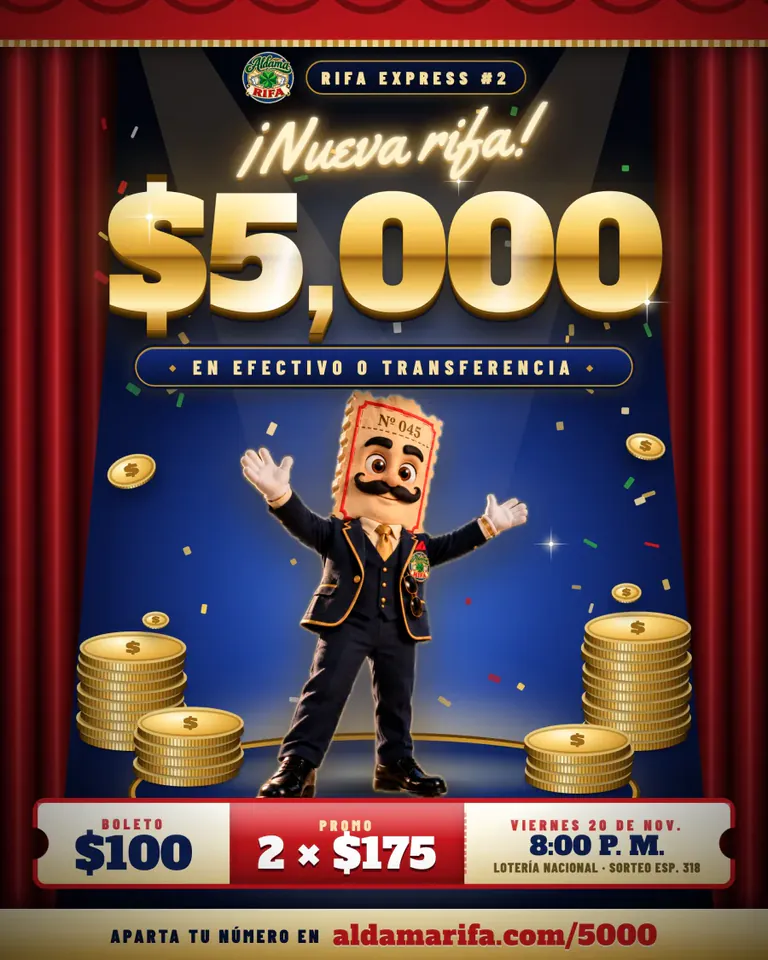 Aldama
RIFA
RIFA EXPRESS #2
¡Nueva rifa!
$5,000
EN EFECTIVO O TRANSFERENCIA
Nº 045
RIFA
BOLETO
$100
PROMO
2 × $175
VIERNES 20 DE NOV.
8:00 P. M.
LOTERÍA NACIONAL · SORTEO ESP. 318
APARTA TU NÚMERO EN aldamarifa.com/5000